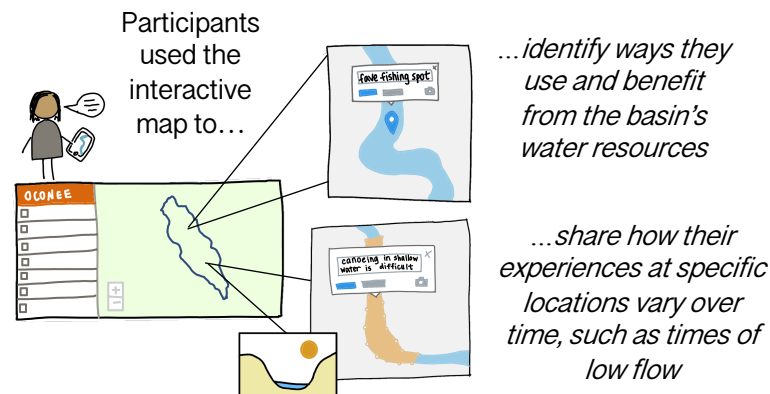 Participants
used the
interactive
map to…
OCONEE
+
−
fave fishing spot
x
…identify ways they
use and benefit
from the basin’s
water resources
canoeing in shallow
water is difficult
x
…share how their
experiences at specific
locations vary over
time, such as times of
low flow